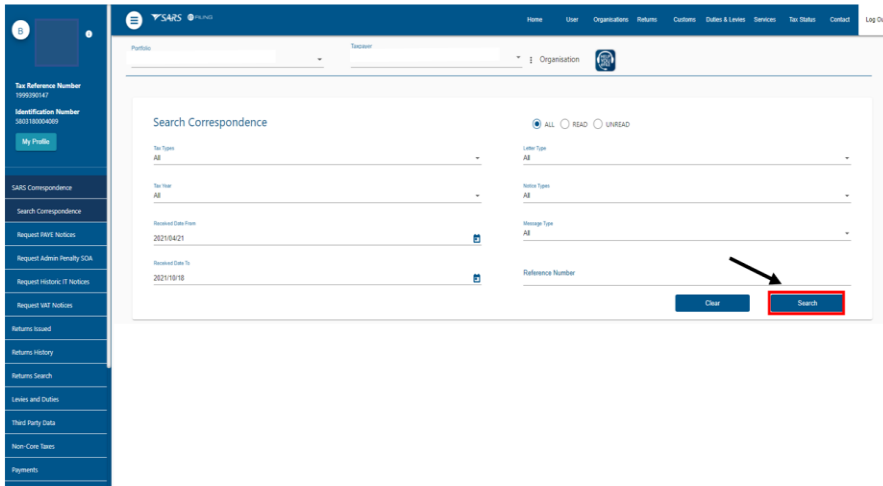 SARS eFILING
Home User Organisations Returns Customs Duties & Levies Services Tax Status Contact Log Ou
B
Portfolio
Taxpayer
Organisation
Tax Reference Number
1999390147
Identification Number
5803180004089
My Profile
SARS Correspondence
Search Correspondence
Request PAYE Notices
Request Admin Penalty SOA
Request Historic IT Notices
Request VAT Notices
Returns Issued
Returns History
Returns Search
Levies and Duties
Third Party Data
Non-Core Taxes
Payments
Search Correspondence
ALL READ UNREAD
Tax Types
All
Letter Type
All
Tax Year
All
Notice Types
All
Received Date From
2021/04/21
Message Type
All
Received Date To
2021/10/18
Reference Number
Clear
Search